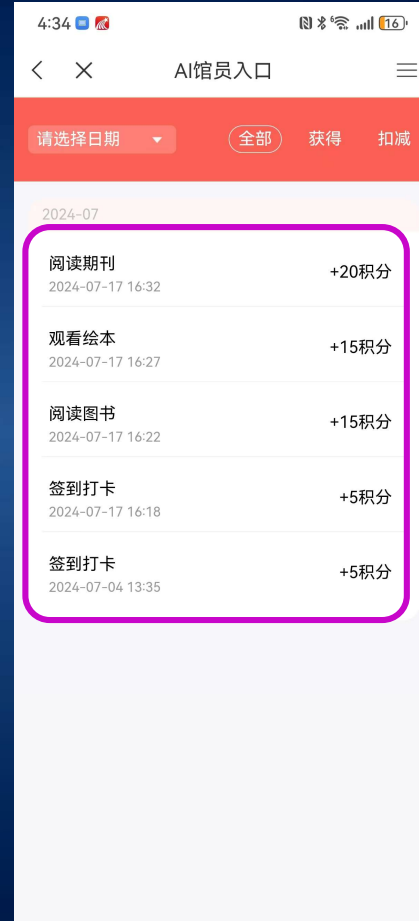 4:34 16
AI馆员入口
请选择日期 全部 获得 扣减
2024-07
阅读期刊 +20积分
2024-07-17 16:32
观看绘本 +15积分
2024-07-17 16:27
阅读图书 +15积分
2024-07-17 16:22
签到打卡 +5积分
2024-07-17 16:18
签到打卡 +5积分
2024-07-04 13:35